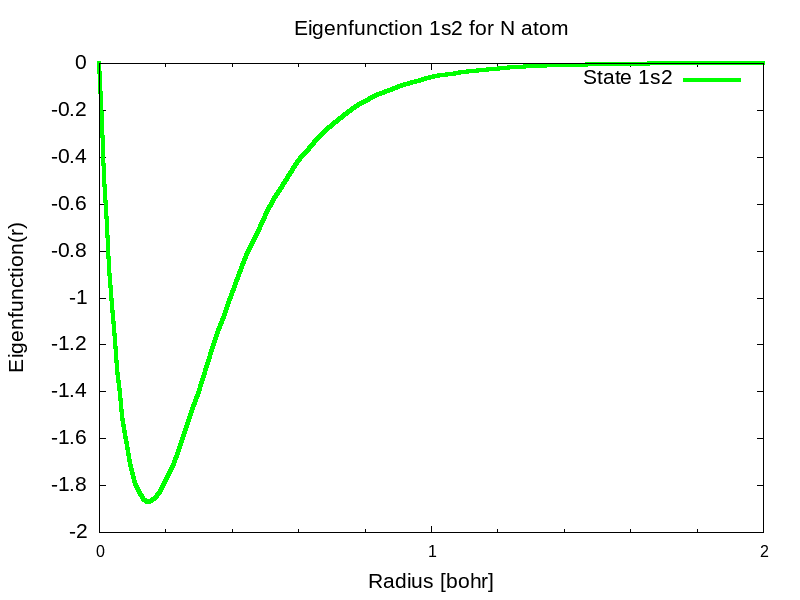 Eigenfunction 1s2 for N atom
State 1s2
0
-0.2
-0.4
-0.6
-0.8
-1
-1.2
-1.4
-1.6
-1.8
-2
Eigenfunction(r)
0 1 2
Radius [bohr]